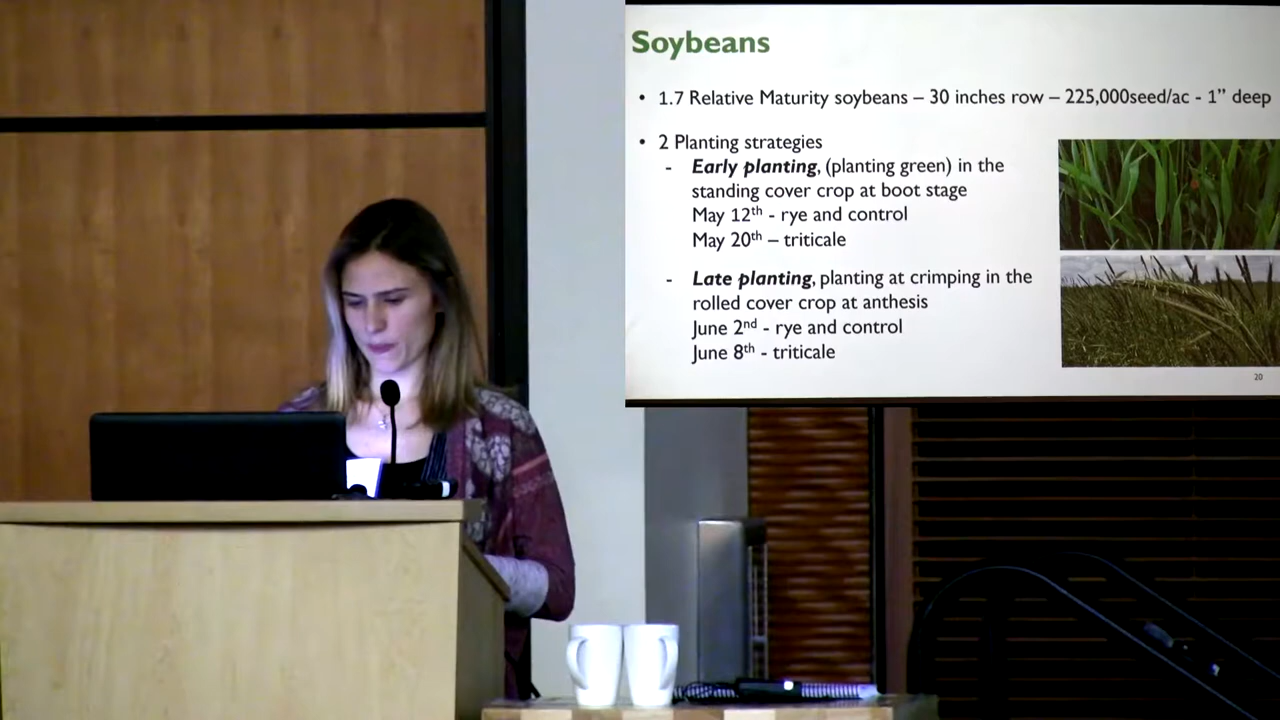 Soybeans
• 1.7 Relative Maturity soybeans – 30 inches row – 225,000seed/ac - 1” deep
• 2 Planting strategies
- Early planting, (planting green) in the
standing cover crop at boot stage
May 12th - rye and control
May 20th – triticale
- Late planting, planting at crimping in the
rolled cover crop at anthesis
June 2nd - rye and control
June 8th - triticale
20